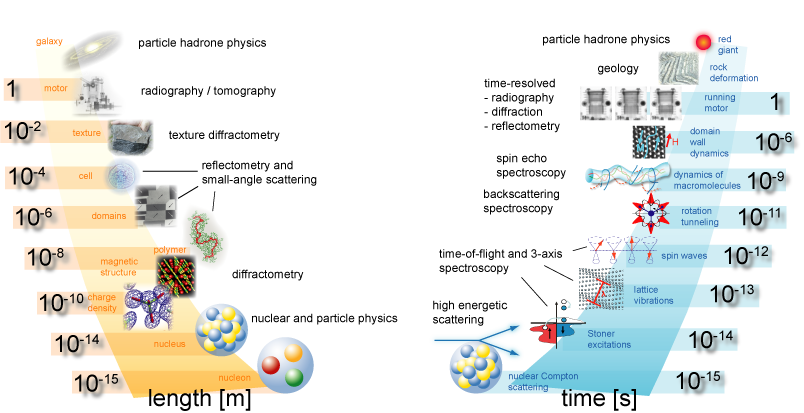 galaxy
particle hadrone physics
1
motor
radiography / tomography
10-2
texture
texture diffractometry
10-4
cell
reflectometry and
small-angle scattering
10-6
domains
10-8
polymer
magnetic
structure
diffractometry
10-10
charge
density
nuclear and particle physics
10-14
nucleus
10-15
nucleon
length [m]
particle hadrone physics
red
giant
geology
rock
deformation
time-resolved
- radiography
- diffraction
- reflectometry
running
motor
1
H
domain
wall
dynamics
10-6
spin echo
spectroscopy
dynamics of
macromolecules
10-9
backscattering
spectroscopy
rotation
tunneling
10-11
time-of-flight and 3-axis
spectroscopy
spin waves
10-12
lattice
vibrations
10-13
high energetic
scattering
Stoner
excitations
10-14
nuclear Compton
scattering
10-15
time [s]